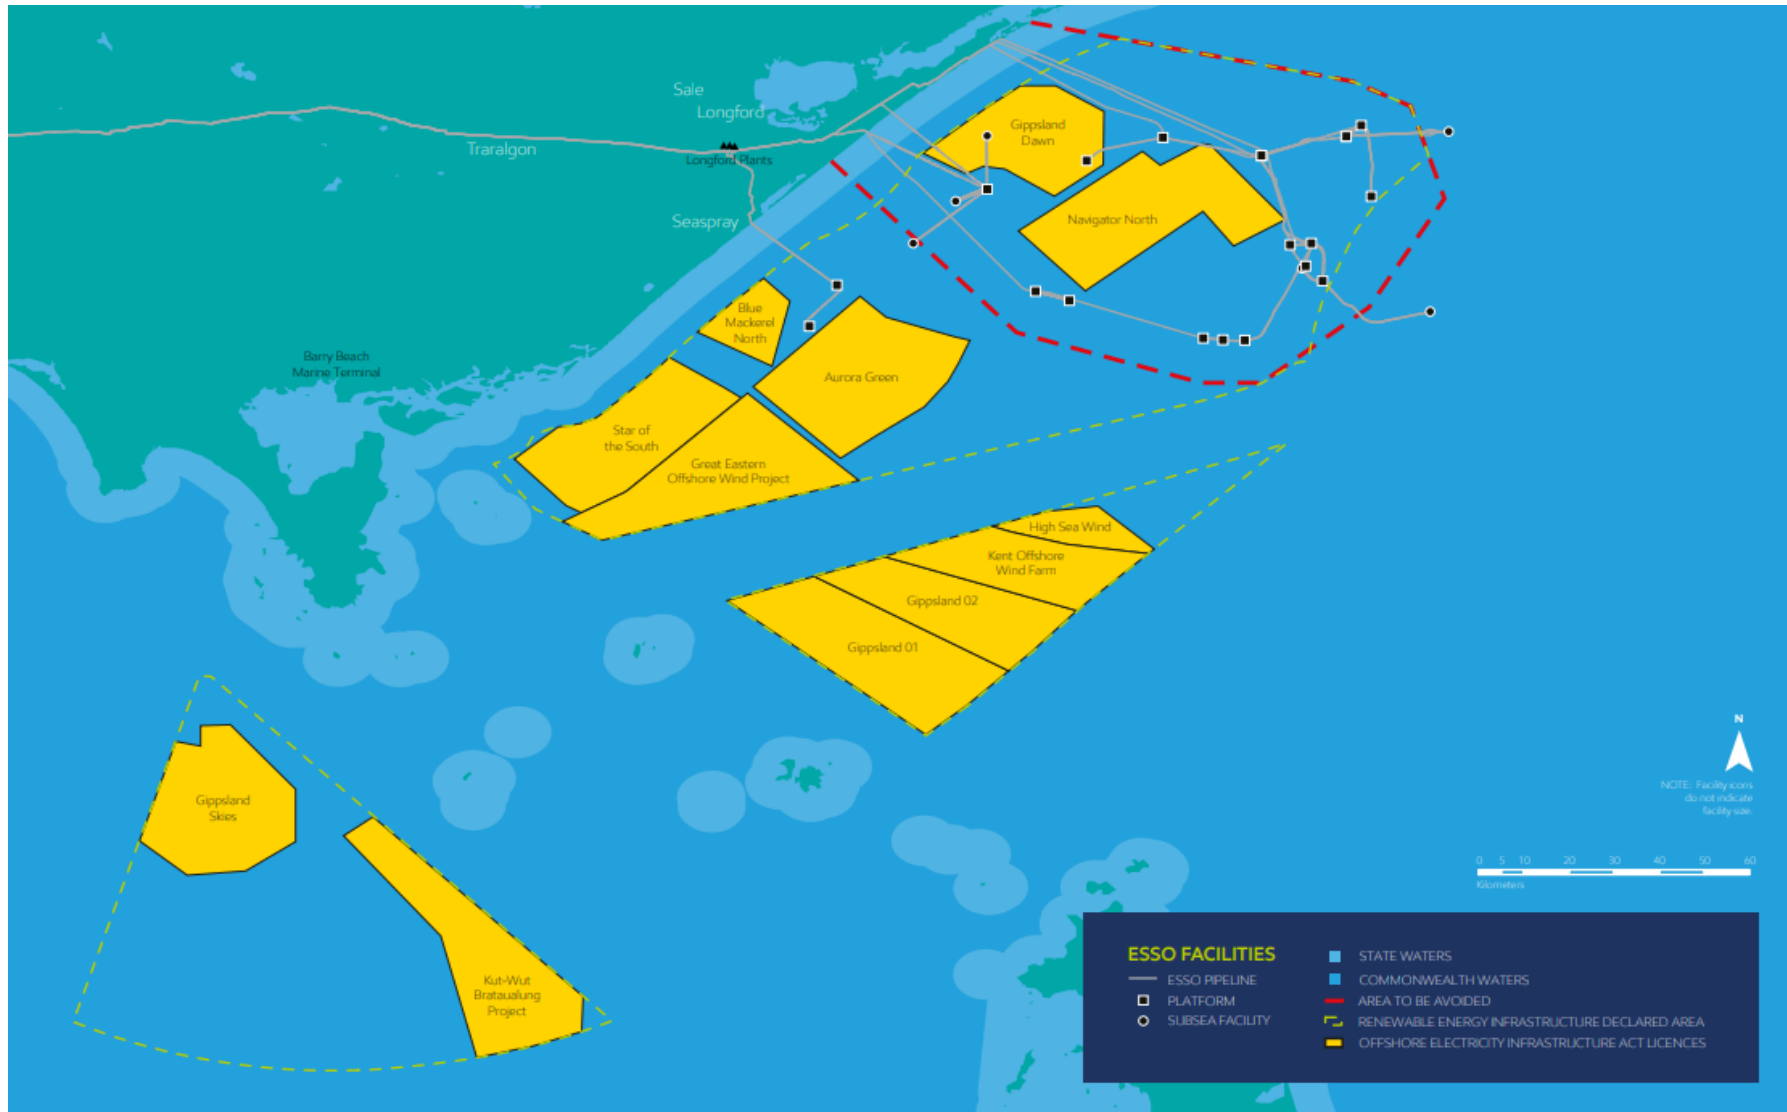 Sale
Longford
Traralgon
Longford Plants
Seaspray
Barry Beach
Marine Terminal
Gippsland
Dawn
Navigator North
Blue
Mackerel
North
Aurora Green
Star of
the South
Great Eastern
Offshore Wind Project
High Sea Wind
Kent Offshore
Wind Farm
Gippsland 02
Gippsland 01
Gippsland
Skies
Kut-Wut
Brataualung
Project
N
NOTE: Facility icons
do not indicate
facility size.
0 5 10 20 30 40 50 60
Kilometers
ESSO FACILITIES
ESSO PIPELINE
PLATFORM
SUBSEA FACILITY
STATE WATERS
COMMONWEALTH WATERS
AREA TO BE AVOIDED
RENEWABLE ENERGY INFRASTRUCTURE DECLARED AREA
OFFSHORE ELECTRICITY INFRASTRUCTURE ACT LICENCES